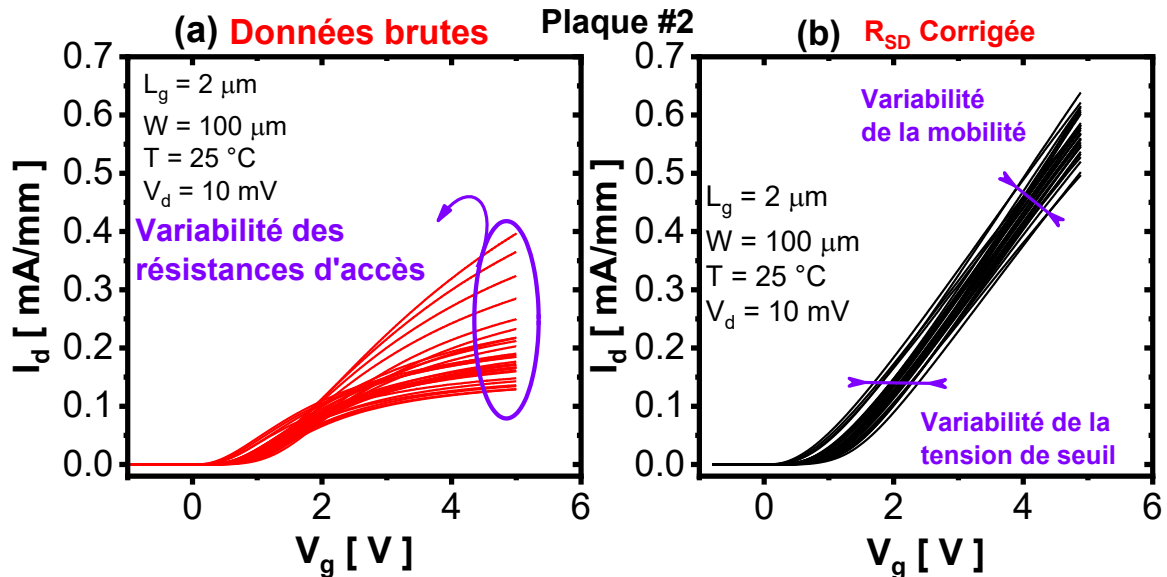 Plaque #2
(a) Données brutes
L_g = 2 μm
W = 100 μm
T = 25 °C
V_d = 10 mV
Variabilité des
résistances d'accès
I_d [ mA/mm ]
0.7
0.6
0.5
0.4
0.3
0.2
0.1
0.0
0
2
4
6
V_g [ V ]
(b) R_SD Corrigée
Variabilité
de la mobilité
L_g = 2 μm
W = 100 μm
T = 25 °C
V_d = 10 mV
Variabilité de la
tension de seuil
I_d [ mA/mm ]
0.7
0.6
0.5
0.4
0.3
0.2
0.1
0.0
0
2
4
6
V_g [ V ]